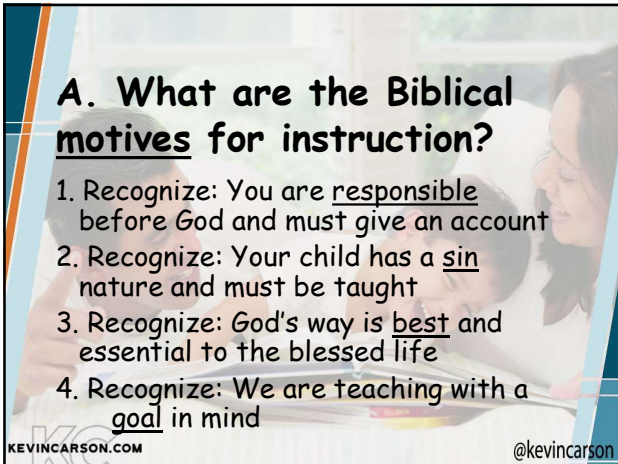 A. What are the Biblical
motives for instruction?
1. Recognize: You are responsible
before God and must give an account
2. Recognize: Your child has a sin
nature and must be taught
3. Recognize: God's way is best and
essential to the blessed life
4. Recognize: We are teaching with a
goal in mind
KC
KEVINCARSON.COM
@kevincarson